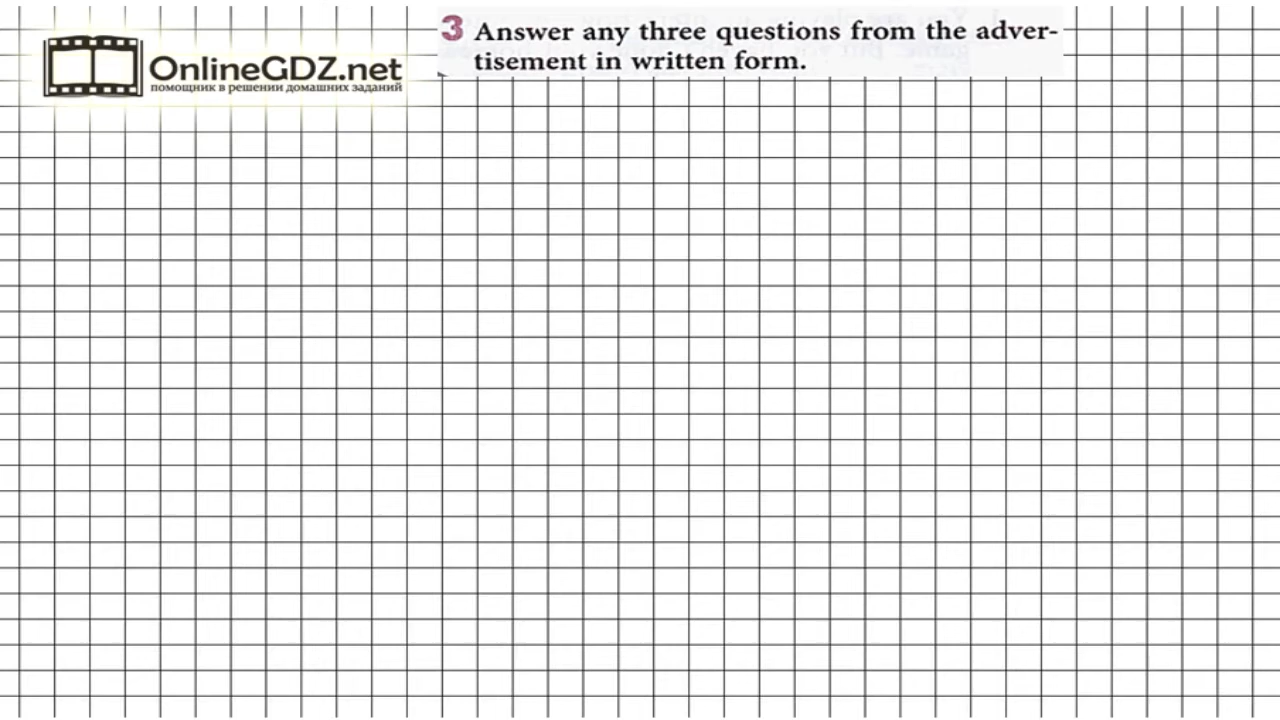 OnlineGDZ.net
помощник в решении домашних заданий
3 Answer any three questions from the adver-
tisement in written form.